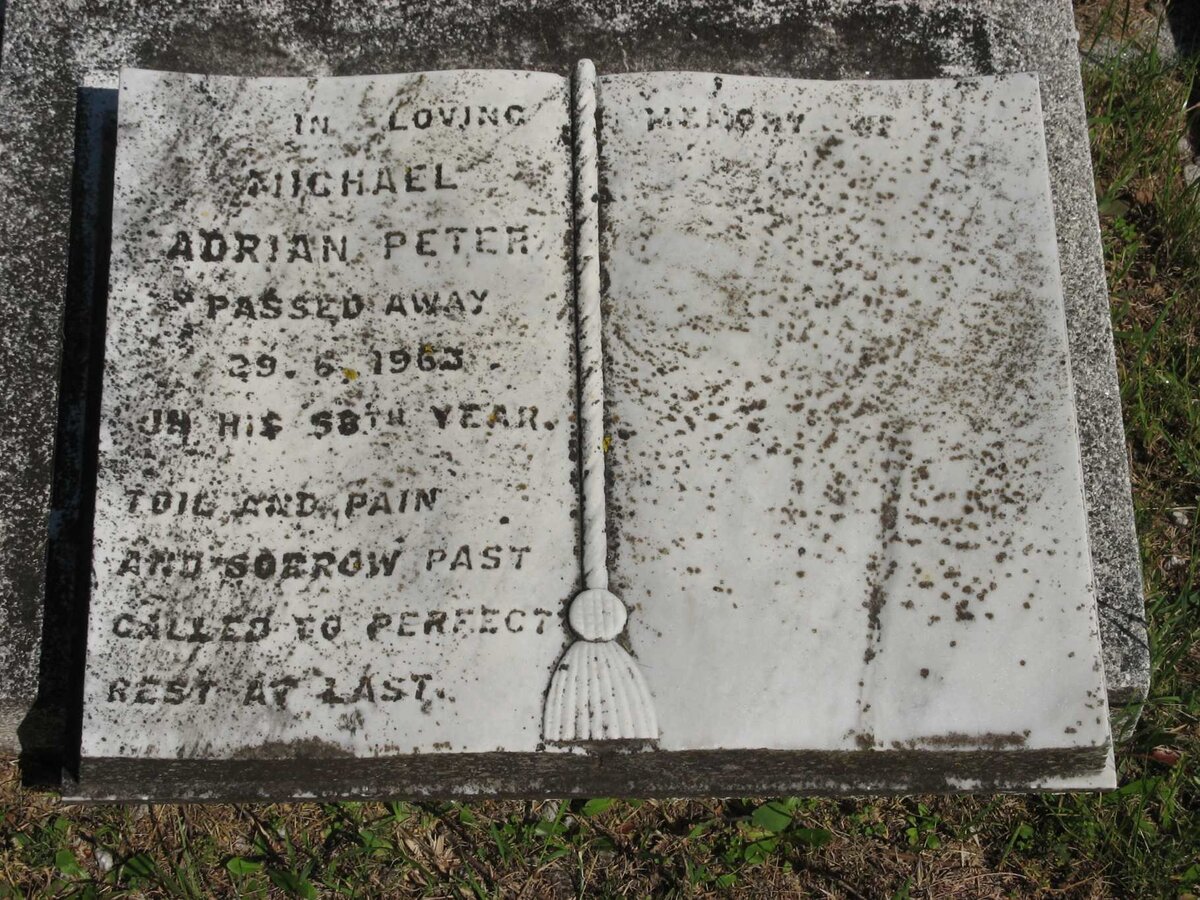 IN LOVING MEMORY OF
MICHAEL
ADRIAN PETER
PASSED AWAY
29.6.1963
IN HIS 58TH YEAR.
TOIL AND PAIN
AND SORROW PAST
CALLED TO PERFECT
REST AT LAST.